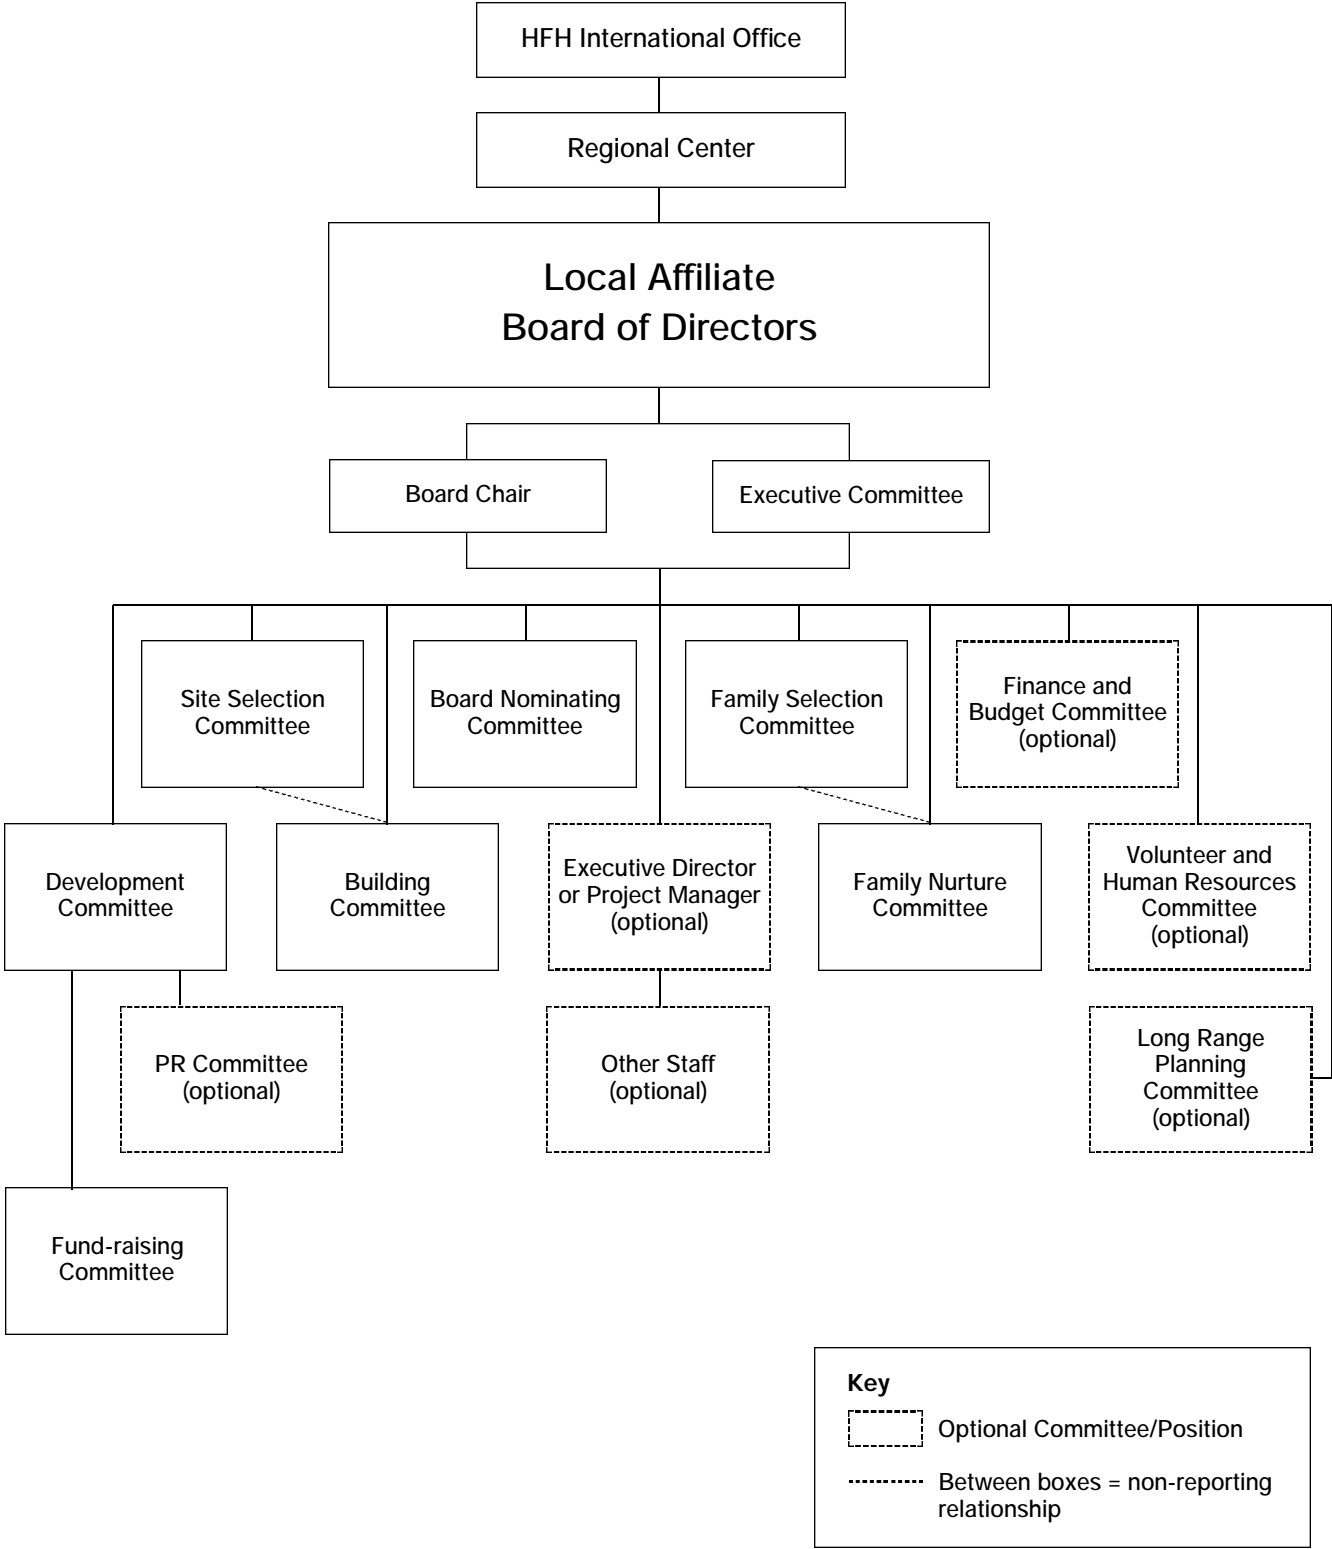 HFH International Office
Regional Center
Local Affiliate
Board of Directors
Board Chair
Executive Committee
Site Selection
Committee
Board Nominating
Committee
Family Selection
Committee
Finance and
Budget Committee
(optional)
Development
Committee
Building
Committee
Executive Director
or Project Manager
(optional)
Family Nurture
Committee
Volunteer and
Human Resources
Committee
(optional)
PR Committee
(optional)
Other Staff
(optional)
Long Range
Planning
Committee
(optional)
Fund-raising
Committee
Key
Optional Committee/Position
Between boxes = non-reporting
relationship